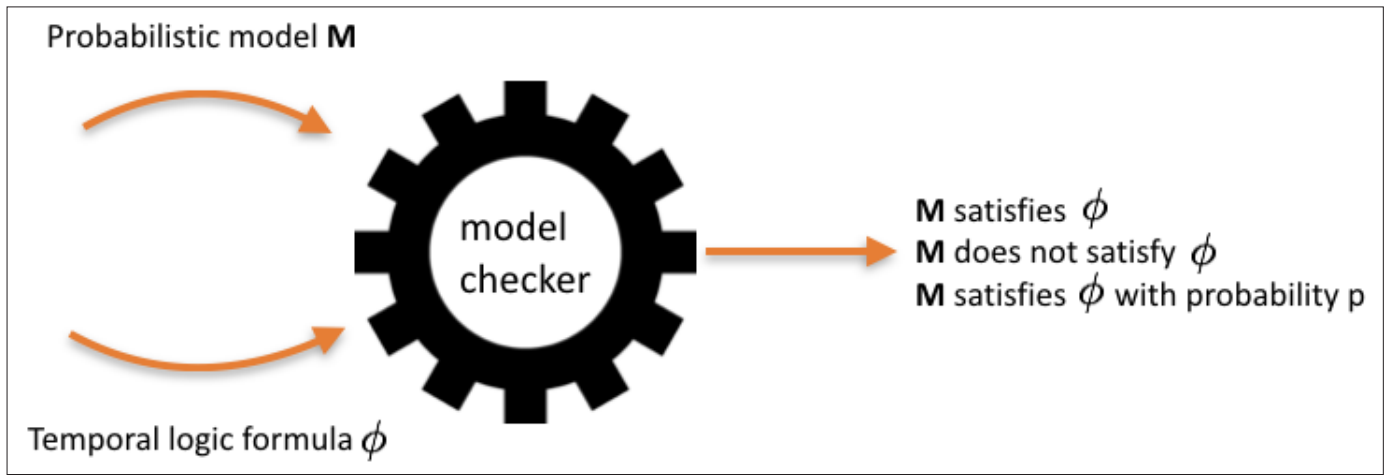 Probabilistic model M
model
checker
M satisfies ϕ
M does not satisfy ϕ
M satisfies ϕ with probability p
Temporal logic formula ϕ